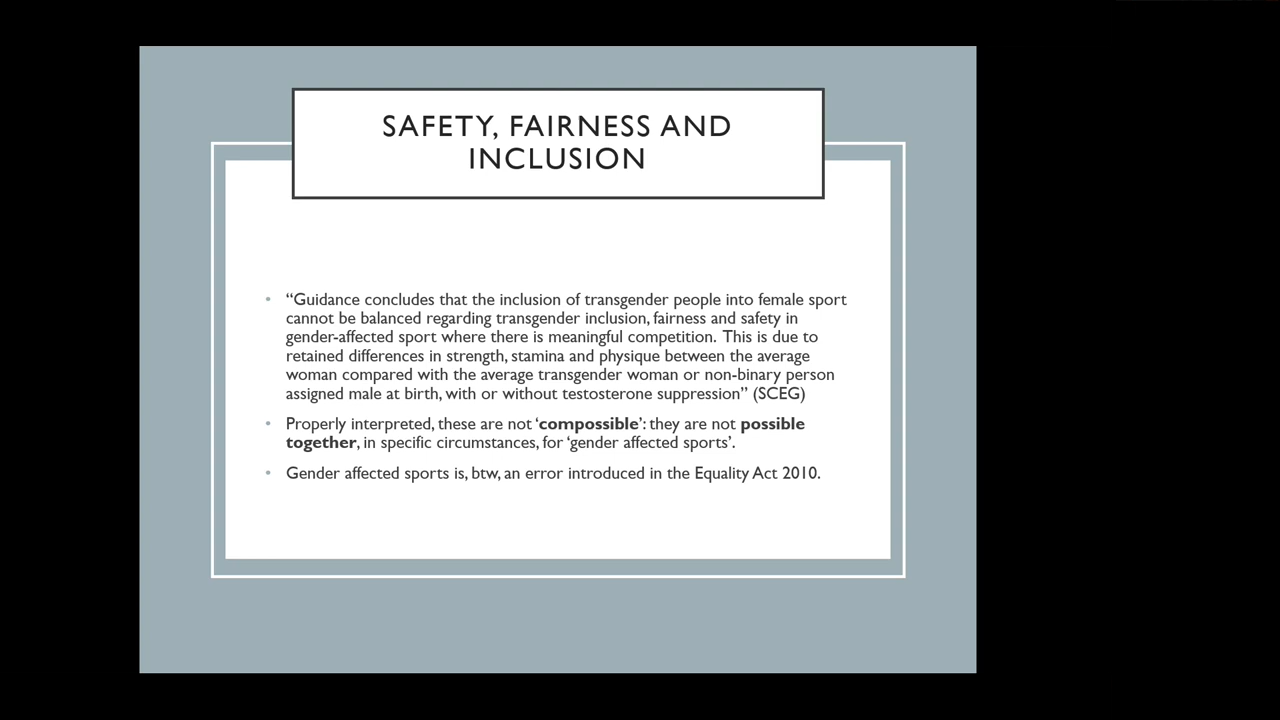 SAFETY, FAIRNESS AND
INCLUSION
• “Guidance concludes that the inclusion of transgender people into female sport
cannot be balanced regarding transgender inclusion, fairness and safety in
gender-affected sport where there is meaningful competition.  This is due to
retained differences in strength, stamina and physique between the average
woman compared with the average transgender woman or non-binary person
assigned male at birth, with or without testosterone suppression” (SCEG)
• Properly interpreted, these are not ‘compossible’: they are not possible
together, in specific circumstances, for ‘gender affected sports’.
• Gender affected sports is, btw, an error introduced in the Equality Act 2010.